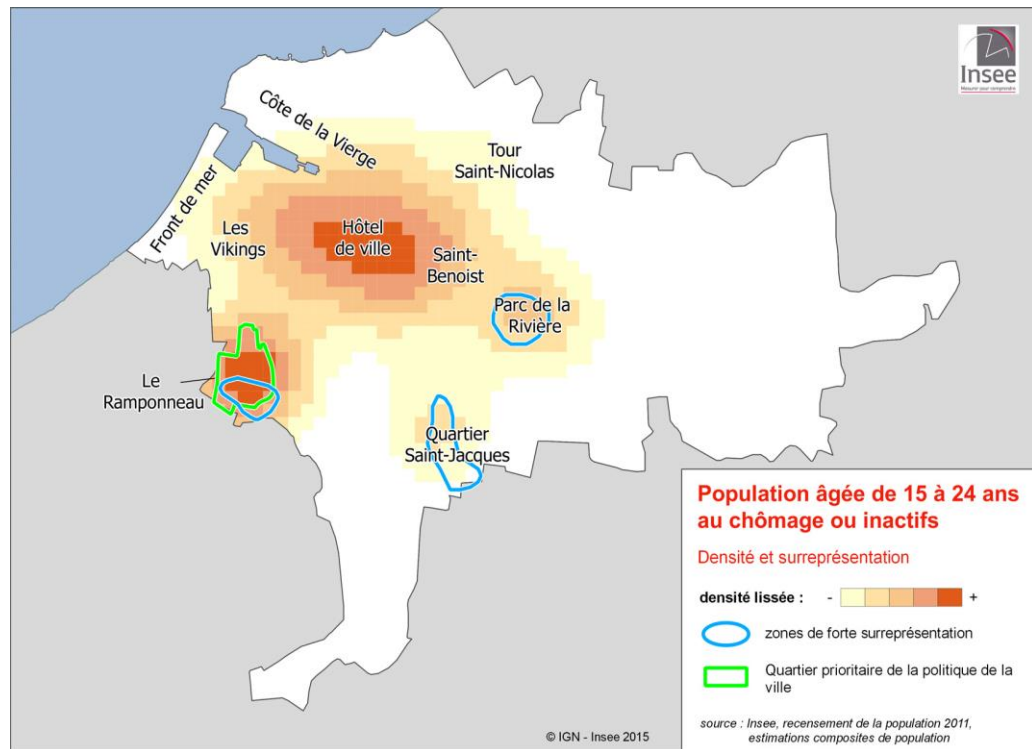 Insee
Mesurer pour comprendre
Côte de la Vierge
Tour
Saint-Nicolas
Front de mer
Les
Vikings
Hôtel
de ville
Saint-
Benoist
Parc de la
Rivière
Le
Ramponneau
Quartier
Saint-Jacques
Population âgée de 15 à 24 ans
au chômage ou inactifs
Densité et surreprésentation
densité lissée : - +
zones de forte surreprésentation
Quartier prioritaire de la politique de la
ville
source : Insee, recensement de la population 2011,
estimations composites de population
© IGN - Insee 2015